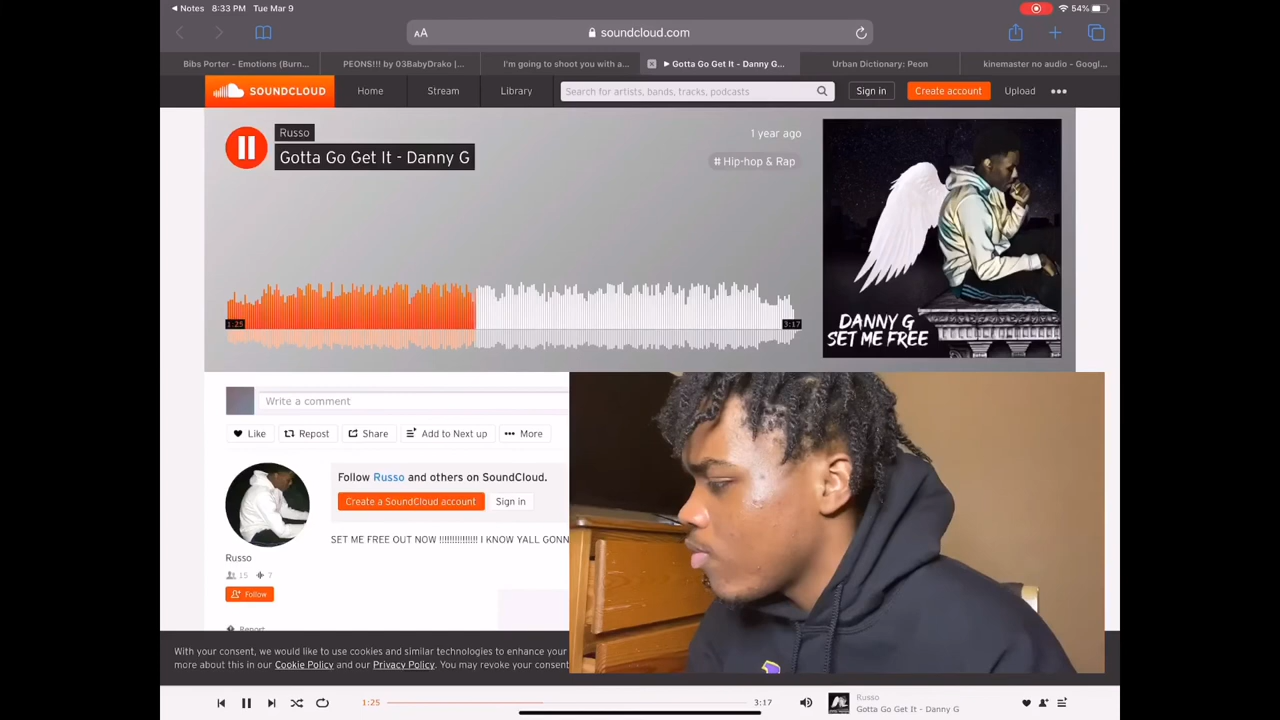 Notes 8:33 PM Tue Mar 9 54%
AA soundcloud.com
Bibs Porter - Emotions (Burn... PEONS!!! by 03BabyDrako |... I'm going to shoot you with a... Gotta Go Get It - Danny G... Urban Dictionary: Peon kinemaster no audio - Googl...
SOUNDCLOUD Home Stream Library Search for artists, bands, tracks, podcasts Sign in Create account Upload
Russo 1 year ago
Gotta Go Get It - Danny G # Hip-hop & Rap
DANNY G
SET ME FREE
1:25 3:17
Write a comment
Like Repost Share Add to Next up More
Follow Russo and others on SoundCloud.
Create a SoundCloud account Sign in
SET ME FREE OUT NOW !!!!!!!!!!!!!!! I KNOW YALL GONN
Russo
15 7
Follow
Report
With your consent, we would like to use cookies and similar technologies to enhance your
more about this in our Cookie Policy and our Privacy Policy. You may revoke your consent
1:25 3:17 Russo
Gotta Go Get It - Danny G